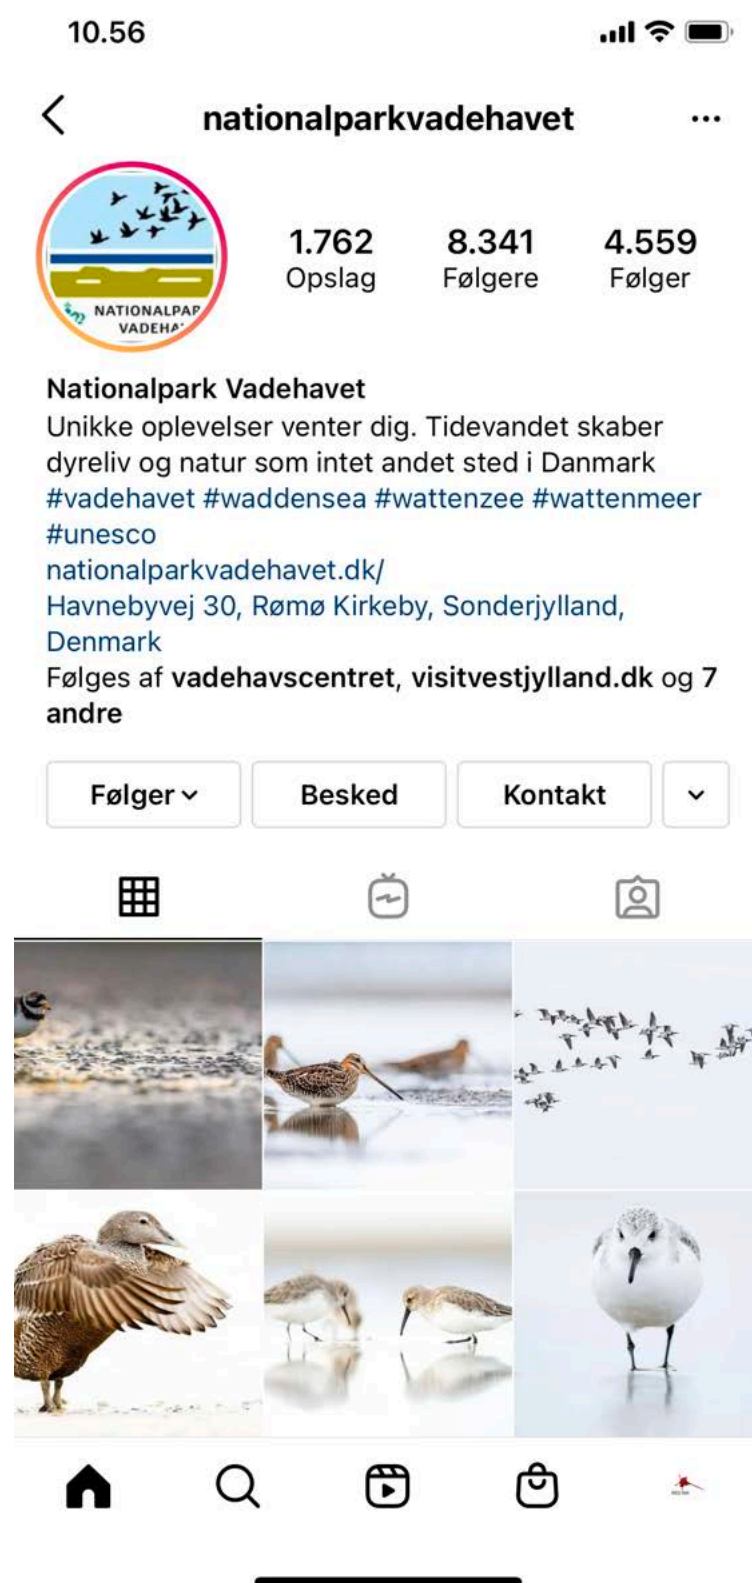 10.56
nationalparkvadehavet
NATIONALPAR
VADEHA
1.762 8.341 4.559
Opslag Følgere Følger
Nationalpark Vadehavet
Unikke oplevelser venter dig. Tidevandet skaber
dyreliv og natur som intet andet sted i Danmark
#vadehavet #waddensea #wattenzee #wattenmeer
#unesco
nationalparkvadehavet.dk/
Havnebyvej 30, Rømø Kirkeby, Sonderjylland,
Denmark
Følges af vadehavscentret, visitvestjylland.dk og 7
andre
Følger Besked Kontakt